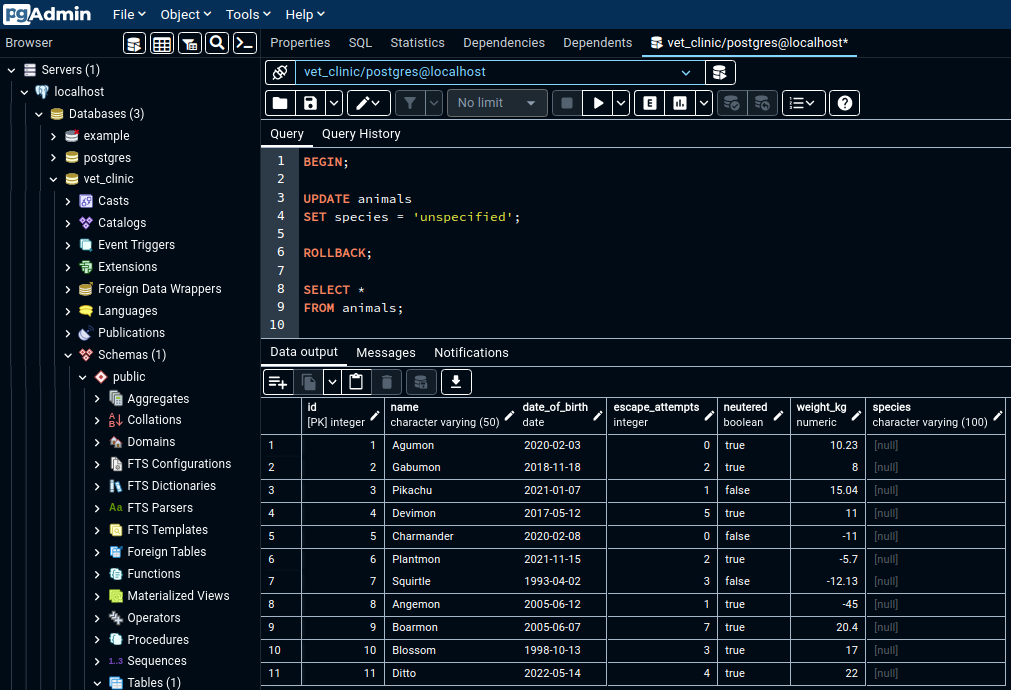 pgAdmin File Object Tools Help
Browser Properties SQL Statistics Dependencies Dependents vet_clinic/postgres@localhost*
Servers (1)
localhost
Databases (3)
example
postgres
vet_clinic
Casts
Catalogs
Event Triggers
Extensions
Foreign Data Wrappers
Languages
Publications
Schemas (1)
public
Aggregates
Collations
Domains
FTS Configurations
FTS Dictionaries
FTS Parsers
FTS Templates
Foreign Tables
Functions
Materialized Views
Operators
Procedures
1..3 Sequences
Tables (1)
vet_clinic/postgres@localhost
No limit E
Query Query History
1 BEGIN;
2
3 UPDATE animals
4 SET species = 'unspecified';
5
6 ROLLBACK;
7
8 SELECT *
9 FROM animals;
10
Data output Messages Notifications
id name date_of_birth escape_attempts neutered weight_kg species
[PK] integer character varying (50) date integer boolean numeric character varying (100)
1 1 Agumon 2020-02-03 0 true 10.23 [null]
2 2 Gabumon 2018-11-18 2 true 8 [null]
3 3 Pikachu 2021-01-07 1 false 15.04 [null]
4 4 Devimon 2017-05-12 5 true 11 [null]
5 5 Charmander 2020-02-08 0 false -11 [null]
6 6 Plantmon 2021-11-15 2 true -5.7 [null]
7 7 Squirtle 1993-04-02 3 false -12.13 [null]
8 8 Angemon 2005-06-12 1 true -45 [null]
9 9 Boarmon 2005-06-07 7 true 20.4 [null]
10 10 Blossom 1998-10-13 3 true 17 [null]
11 11 Ditto 2022-05-14 4 true 22 [null]